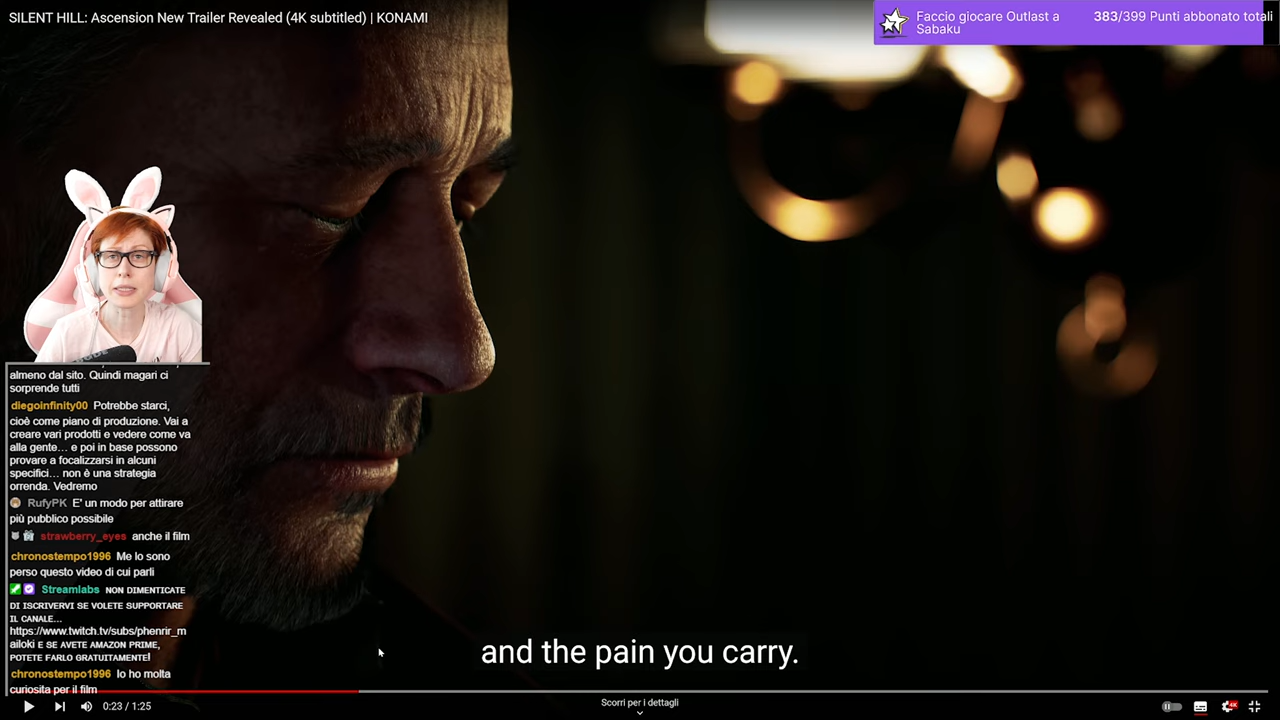 SILENT HILL: Ascension New Trailer Revealed (4K subtitled) | KONAMI
Faccio giocare Outlast a
Sabaku
383/399 Punti abbonato totali
almeno dal sito. Quindi magari ci
sorprende tutti
diegoinfinity00 Potrebbe starci,
cioè come piano di produzione. Vai a
creare vari prodotti e vedere come va
alla gente... e poi in base possono
provare a focalizzarsi in alcuni
specifici... non è una strategia
orrenda. Vedremo
RufyPK E' un modo per attirare
più pubblico possibile
strawberry_eyes anche il film
chronostempo1996 Me lo sono
perso questo video di cui parli
Streamlabs NON DIMENTICATE
DI ISCRIVERVI SE VOLETE SUPPORTARE
IL CANALE...
https://www.twitch.tv/subs/phenrir_m
ailoki E SE AVETE AMAZON PRIME,
POTETE FARLO GRATUITAMENTE!
chronostempo1996 Io ho molta
curiosita per il film
and the pain you carry.
0:23 / 1:25
Scorri per i dettagli
4K